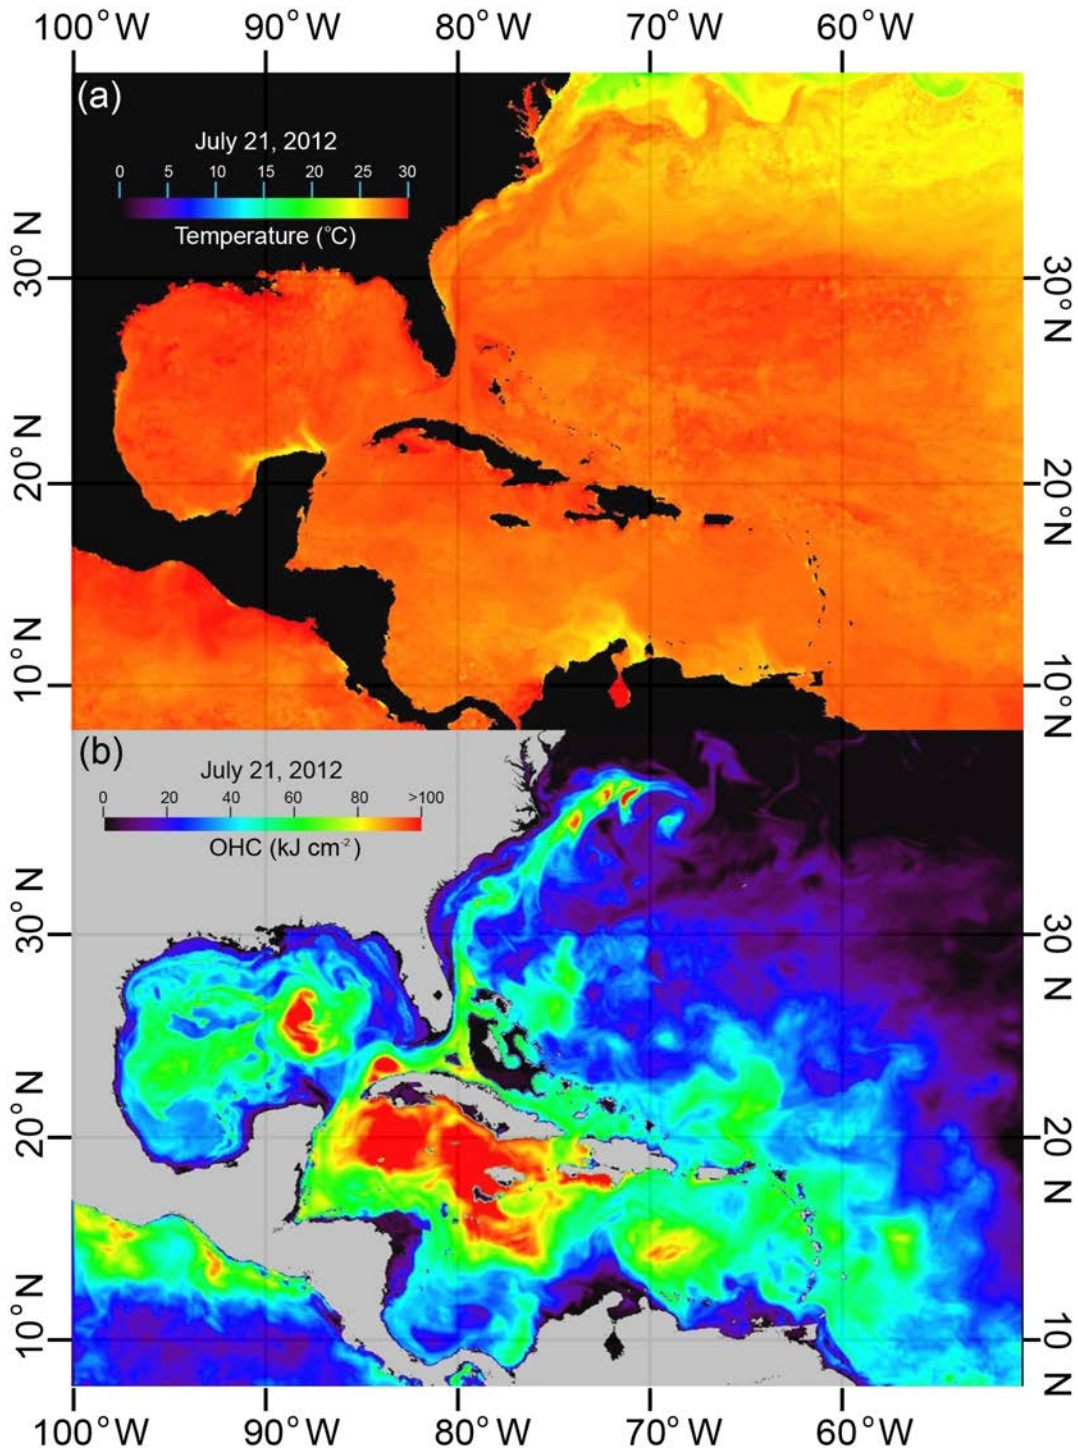 100°W 90°W 80°W 70°W 60°W
(a)
July 21, 2012
0 5 10 15 20 25 30
Temperature (°C)
30°N
30°N
20°N
20°N
10°N
10°N
(b)
July 21, 2012
0 20 40 60 80 >100
OHC (kJ cm⁻²)
30°N
30 N
20°N
20 N
10°N
10 N
100°W 90°W 80°W 70°W 60°W